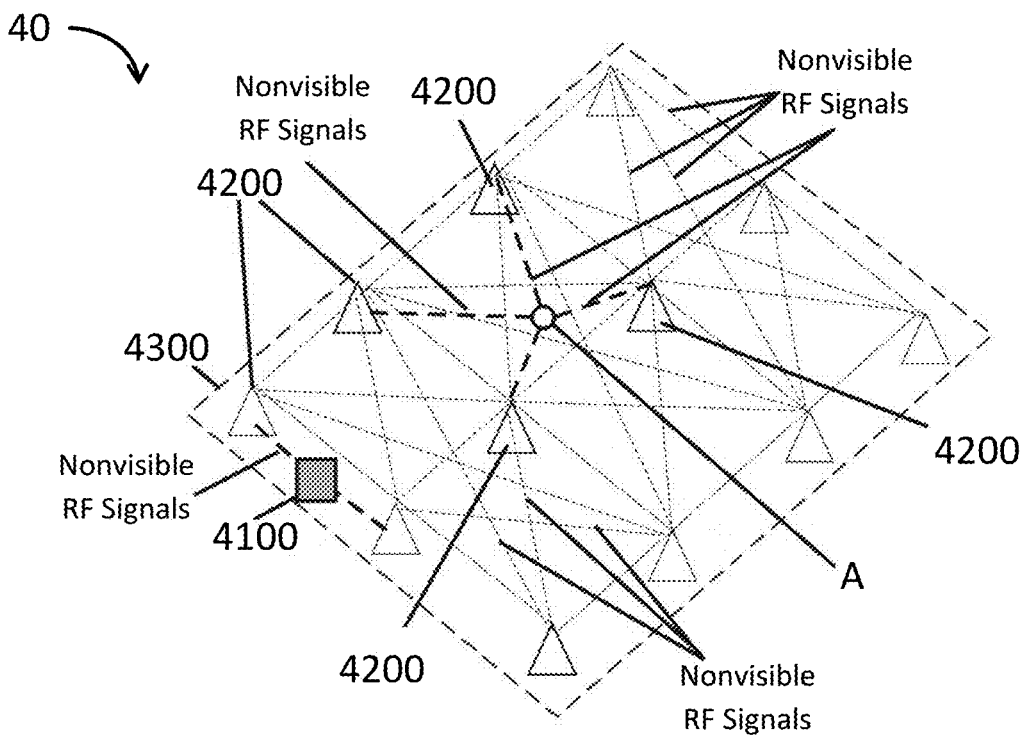 40
Nonvisible
RF Signals
4200
Nonvisible
RF Signals
4200
4300
4200
Nonvisible
RF Signals
4100
A
4200
Nonvisible
RF Signals